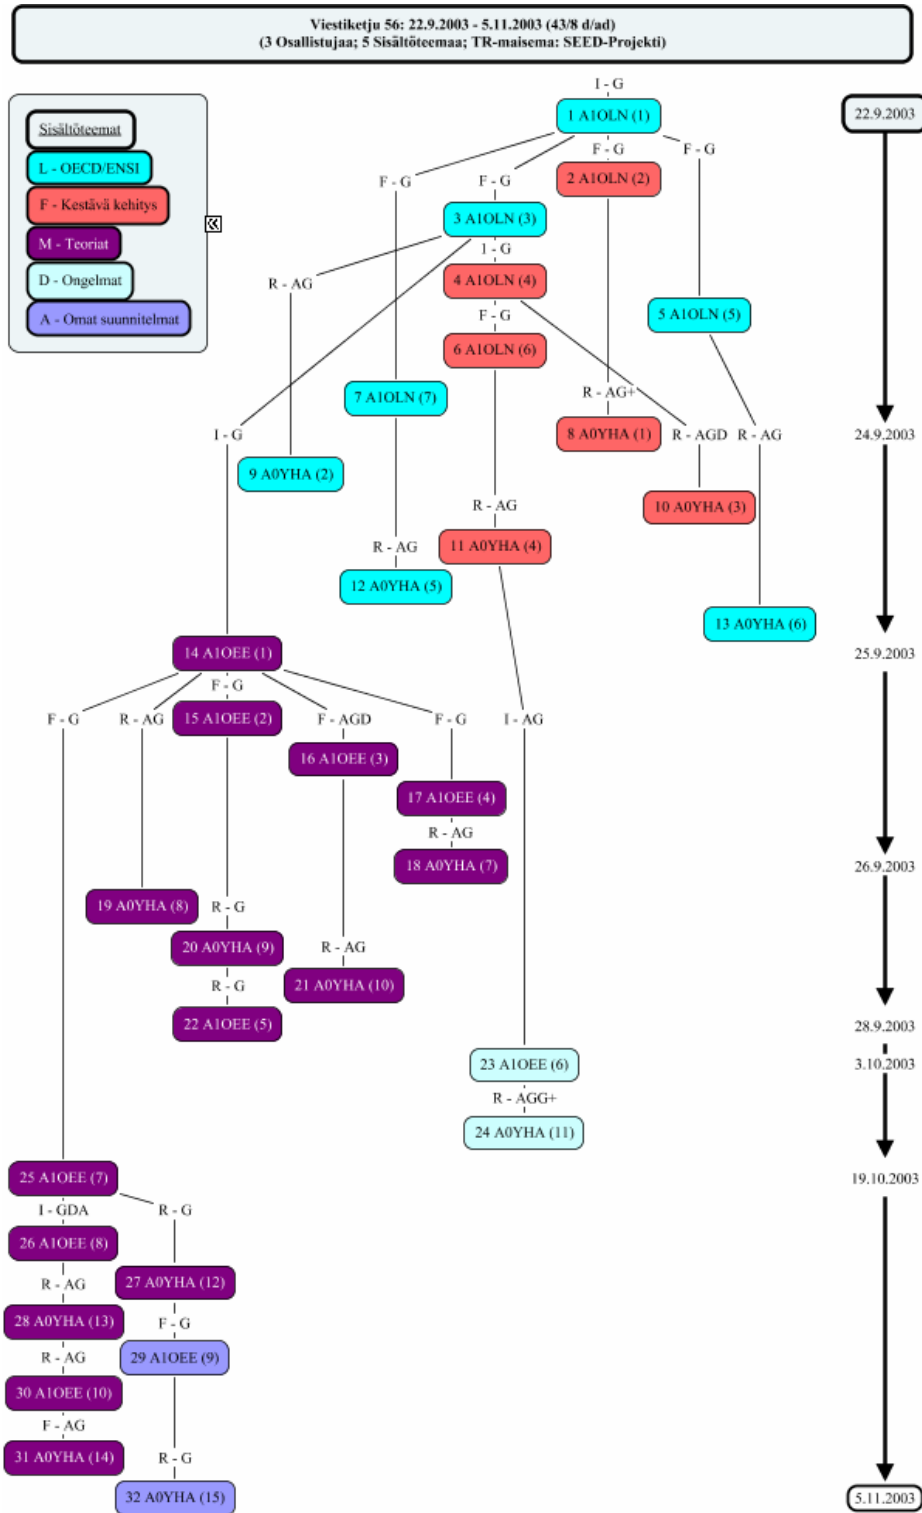 Viestiketju 56: 22.9.2003 - 5.11.2003 (43/8 d/ad)
(3 Osallistujaa; 5 Sisältöteemaa; TR-maisema: SEED-Projekti)
Sisältöteemat
L - OECD/ENSI
F - Kestävä kehitys
M - Teoriat
D - Ongelmat
A - Omat suunnitelmat
I - G
1 A1OLN (1)
22.9.2003
F - G
F - G
2 A1OLN (2)
F - G
F - G
3 A1OLN (3)
I - G
R - AG
4 A1OLN (4)
F - G
5 A1OLN (5)
6 A1OLN (6)
7 A1OLN (7)
R - AG+
I - G
8 A0YHA (1)
R - AGD
R - AG
24.9.2003
9 A0YHA (2)
R - AG
10 A0YHA (3)
R - AG
11 A0YHA (4)
12 A0YHA (5)
13 A0YHA (6)
14 A1OEE (1)
25.9.2003
F - G
F - G
R - AG
15 A1OEE (2)
F - AGD
F - G
I - AG
16 A1OEE (3)
17 A1OEE (4)
R - AG
18 A0YHA (7)
26.9.2003
19 A0YHA (8)
R - G
20 A0YHA (9)
R - AG
R - G
21 A0YHA (10)
22 A1OEE (5)
28.9.2003
23 A1OEE (6)
3.10.2003
R - AGG+
24 A0YHA (11)
25 A1OEE (7)
19.10.2003
I - GDA
R - G
26 A1OEE (8)
R - AG
27 A0YHA (12)
28 A0YHA (13)
F - G
R - AG
29 A1OEE (9)
30 A1OEE (10)
F - AG
31 A0YHA (14)
R - G
32 A0YHA (15)
5.11.2003